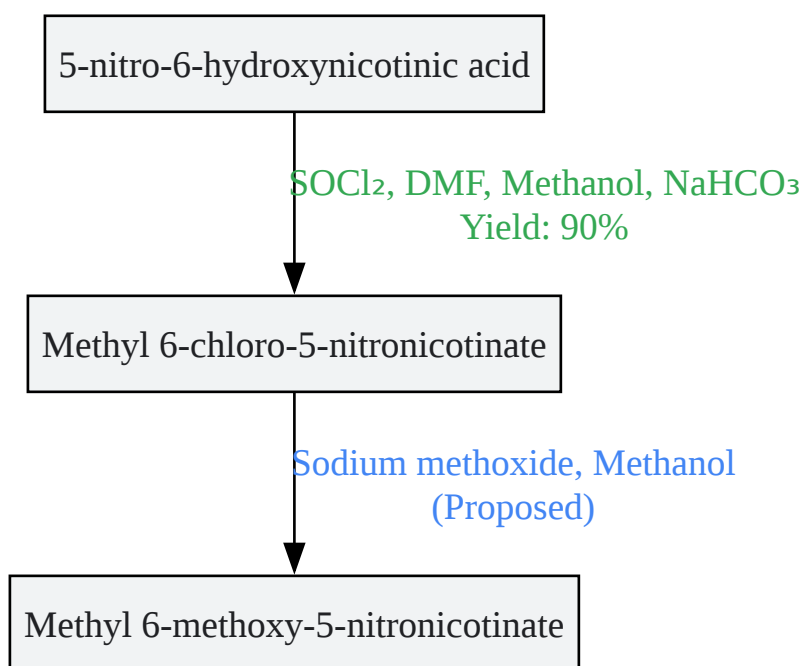 5-nitro-6-hydroxynicotinic acid
SOCl₂, DMF, Methanol, NaHCO₃
Yield: 90%
Methyl 6-chloro-5-nitronicotinate
Sodium methoxide, Methanol
(Proposed)
Methyl 6-methoxy-5-nitronicotinate